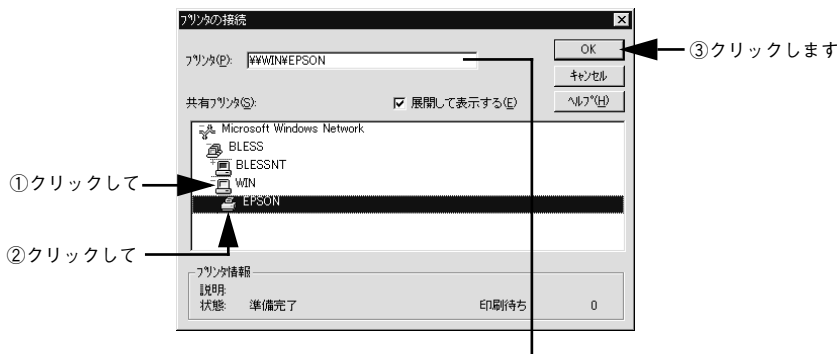 プリンタの接続
プリンタ(P): ¥¥WIN¥EPSON
OK
③クリックします
キャンセル
共有プリンタ(S):
展開して表示する(E)
ヘルプ(H)
Microsoft Windows Network
BLESS
BLESSNT
①クリックして
WIN
EPSON
②クリックして
プリンタ情報
説明:
状態: 準備完了
印刷待ち 0